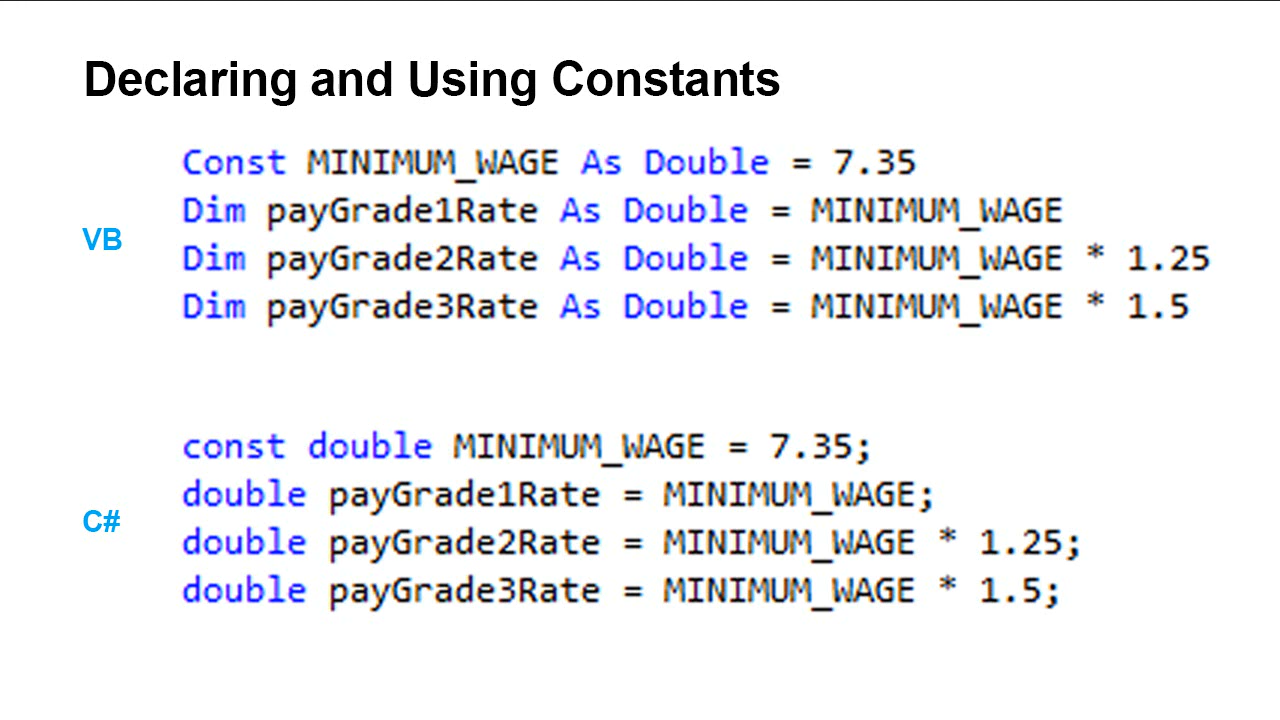 Declaring and Using Constants
VB
Const MINIMUM_WAGE As Double = 7.35
Dim payGrade1Rate As Double = MINIMUM_WAGE
Dim payGrade2Rate As Double = MINIMUM_WAGE * 1.25
Dim payGrade3Rate As Double = MINIMUM_WAGE * 1.5
C#
const double MINIMUM_WAGE = 7.35;
double payGrade1Rate = MINIMUM_WAGE;
double payGrade2Rate = MINIMUM_WAGE * 1.25;
double payGrade3Rate = MINIMUM_WAGE * 1.5;